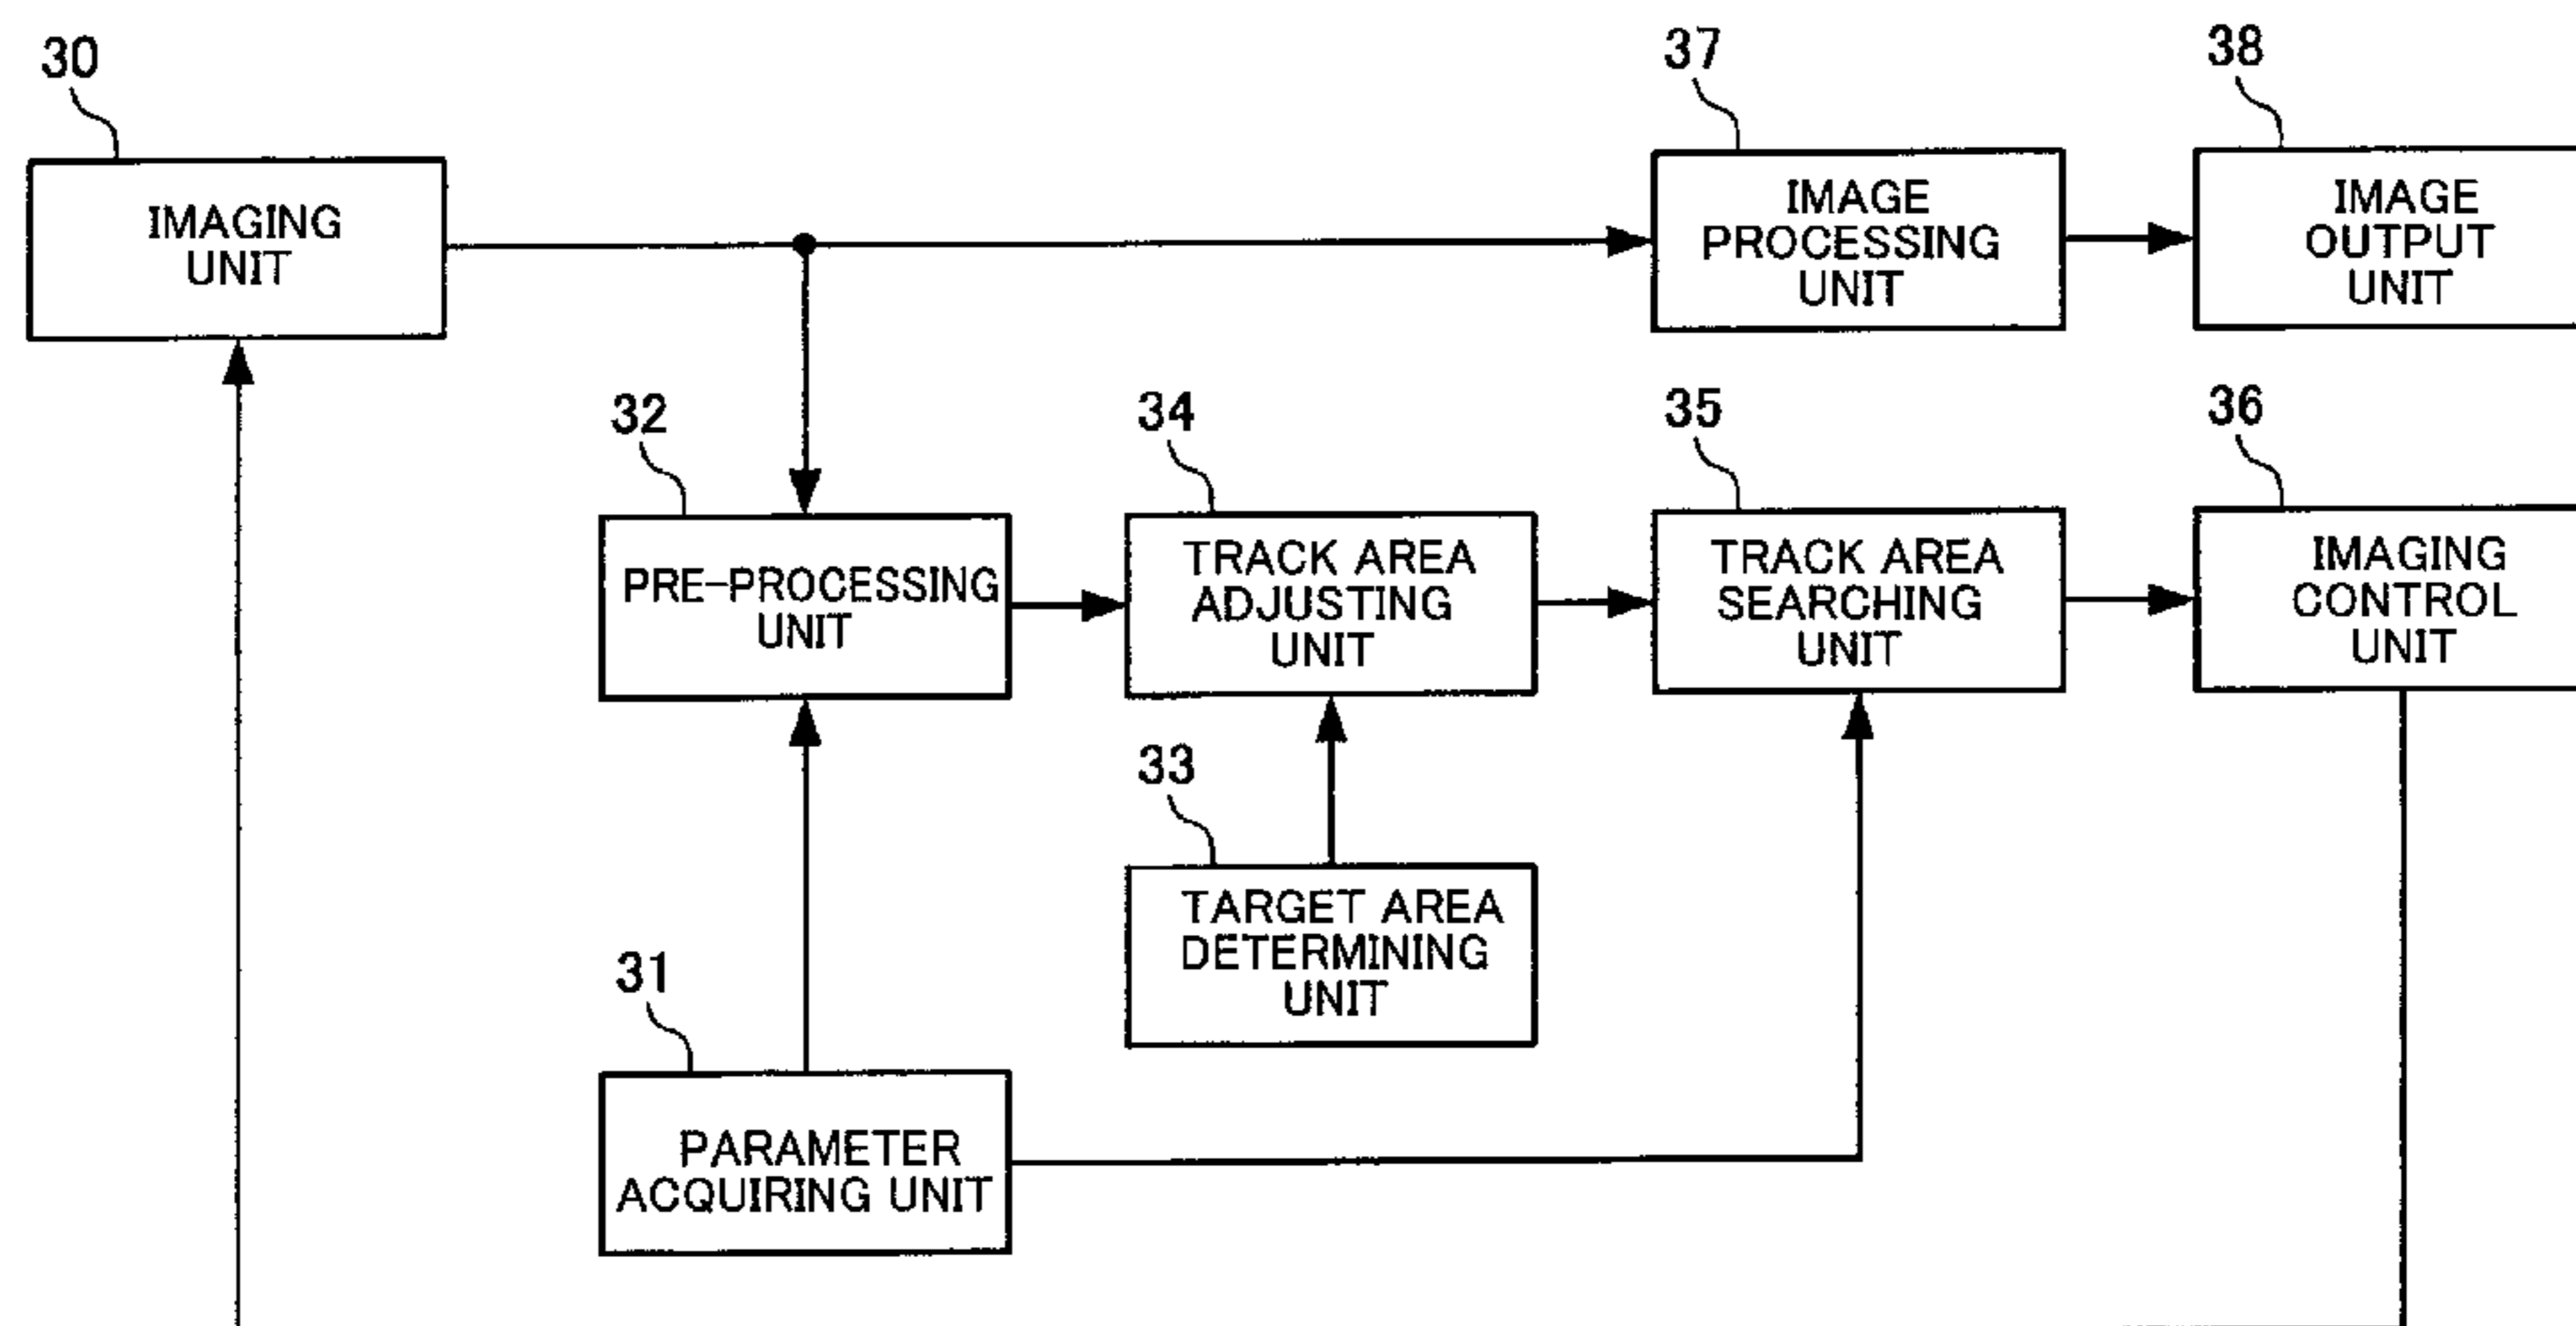 30
IMAGING
UNIT
37
IMAGE
PROCESSING
UNIT
38
IMAGE
OUTPUT
UNIT
32
PRE-PROCESSING
UNIT
34
TRACK AREA
ADJUSTING
UNIT
35
TRACK AREA
SEARCHING
UNIT
36
IMAGING
CONTROL
UNIT
33
TARGET AREA
DETERMINING
UNIT
31
PARAMETER
ACQUIRING UNIT